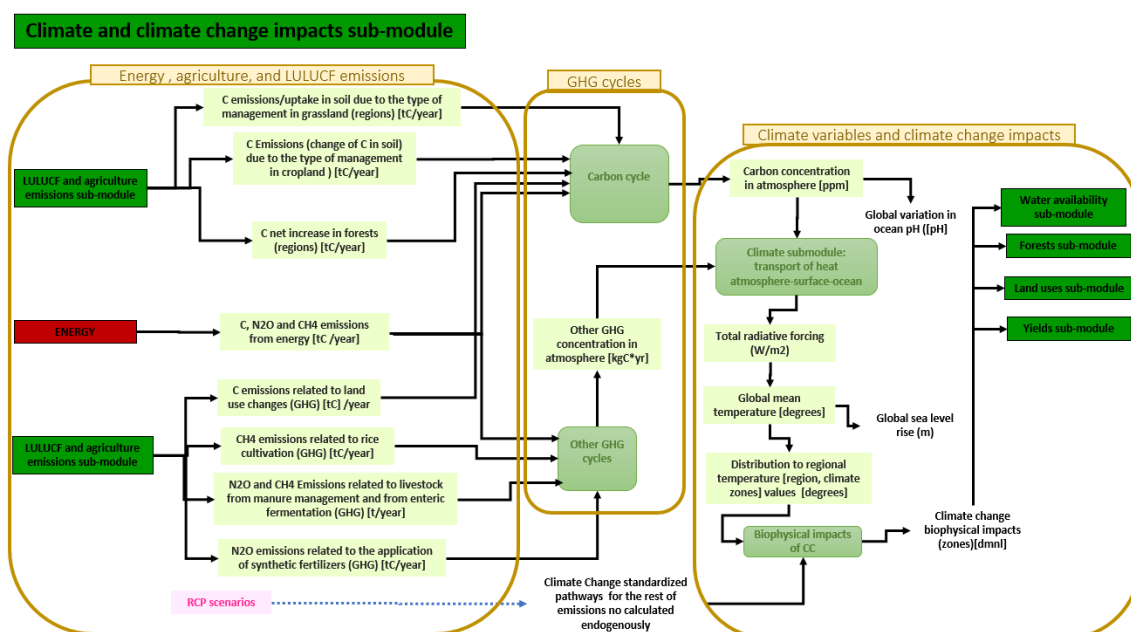 Climate and climate change impacts sub-module
Energy , agriculture, and LULUCF emissions
GHG cycles
Climate variables and climate change impacts
C emissions/uptake in soil due to the type of
management in grassland (regions) [tC/year]
C Emissions (change of C in soil)
due to the type of management
in cropland ) [tC/year]
LULUCF and agriculture
emissions sub-module
C net increase in forests
(regions) [tC/year]
ENERGY
C, N2O and CH4 emissions
from energy [tC /year]
C emissions related to land
use changes (GHG) [tC] /year
CH4 emissions related to rice
cultivation (GHG) [tC/year]
LULUCF and agriculture
emissions sub-module
N2O and CH4 Emissions related to livestock
from manure management and from enteric
fermentation (GHG) [t/year]
N2O emissions related to the application
of synthetic fertilizers (GHG) [tC/year]
RCP scenarios
Climate Change standardized
pathways for the rest of
emissions no calculated
endogenously
Carbon cycle
Other GHG
concentration in
atmosphere [kgC*yr]
Other GHG
cycles
Carbon concentration
in atmosphere [ppm]
Global variation in
ocean pH ([pH]
Climate submodule:
transport of heat
atmosphere-surface-ocean
Total radiative forcing
(W/m2)
Global mean
temperature [degrees]
Global sea level
rise (m)
Distribution to regional
temperature [region, climate
zones] values [degrees]
Biophysical impacts
of CC
Climate change
biophysical impacts
(zones)[dmnl]
Water availability
sub-module
Forests sub-module
Land uses sub-module
Yields sub-module